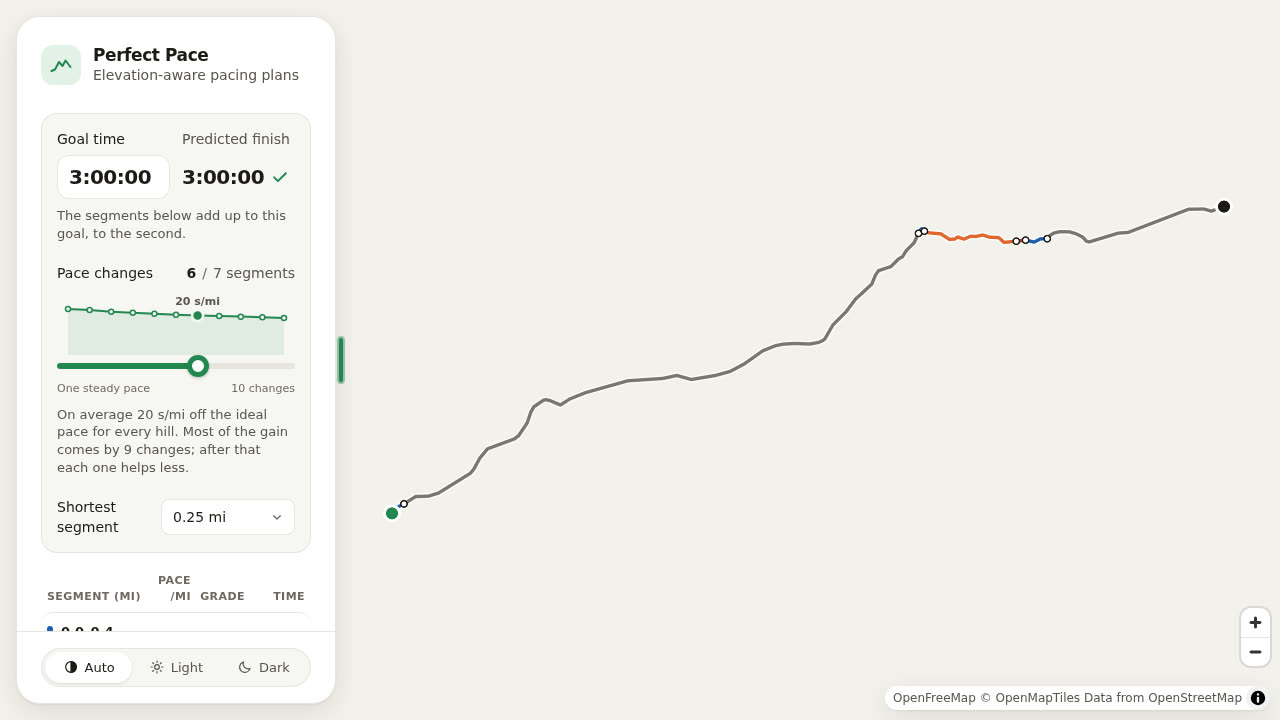 Perfect Pace
Elevation-aware pacing plans
Goal time
Predicted finish
3:00:00
3:00:00
The segments below add up to this
goal, to the second.
Pace changes
6 / 7 segments
20 s/mi
One steady pace
10 changes
On average 20 s/mi off the ideal
pace for every hill. Most of the gain
comes by 9 changes; after that
each one helps less.
Shortest
segment
0.25 mi
SEGMENT (MI)
PACE
/MI
GRADE
TIME
Auto
Light
Dark
OpenFreeMap © OpenMapTiles Data from OpenStreetMap